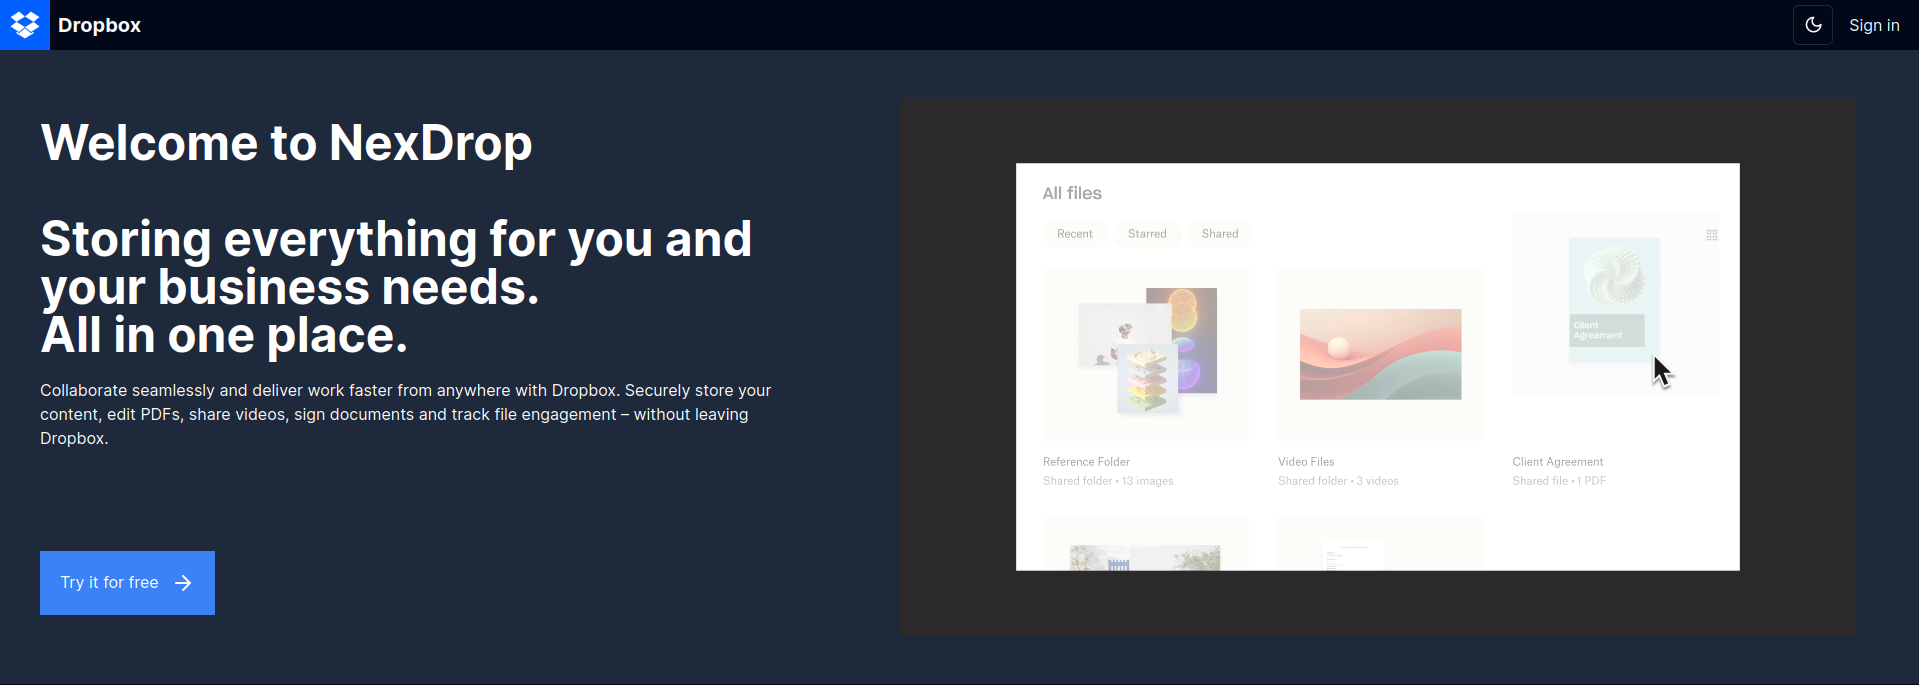 Dropbox
Sign in
Welcome to NexDrop
Storing everything for you and
your business needs.
All in one place.
Collaborate seamlessly and deliver work faster from anywhere with Dropbox. Securely store your
content, edit PDFs, share videos, sign documents and track file engagement – without leaving
Dropbox.
Try it for free
All files
Recent
Starred
Shared
Client
Agreement
Reference Folder
Shared folder • 13 images
Video Files
Shared folder • 3 videos
Client Agreement
Shared file • 1 PDF